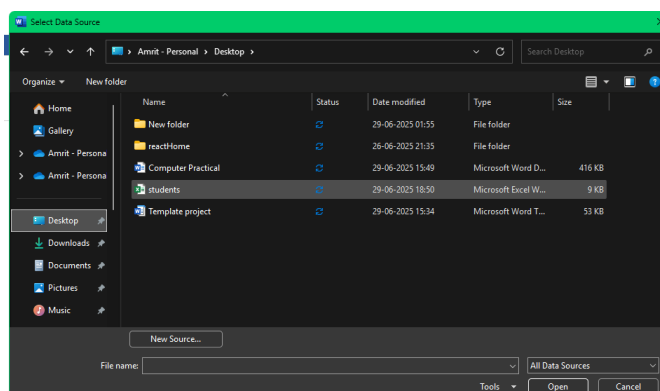 Select Data Source
Amrit - Personal > Desktop >
Search Desktop
Organize
New folder
Name Status Date modified Type Size
Home
Gallery
Amrit - Persona
Amrit - Persona
Desktop
Downloads
Documents
Pictures
Music
New folder 29-06-2025 01:55 File folder
reactHome 26-06-2025 21:35 File folder
Computer Practical 29-06-2025 15:49 Microsoft Word D... 416 KB
students 29-06-2025 18:50 Microsoft Excel W... 9 KB
Template project 29-06-2025 15:34 Microsoft Word T... 53 KB
New Source...
File name: All Data Sources
Tools Open Cancel